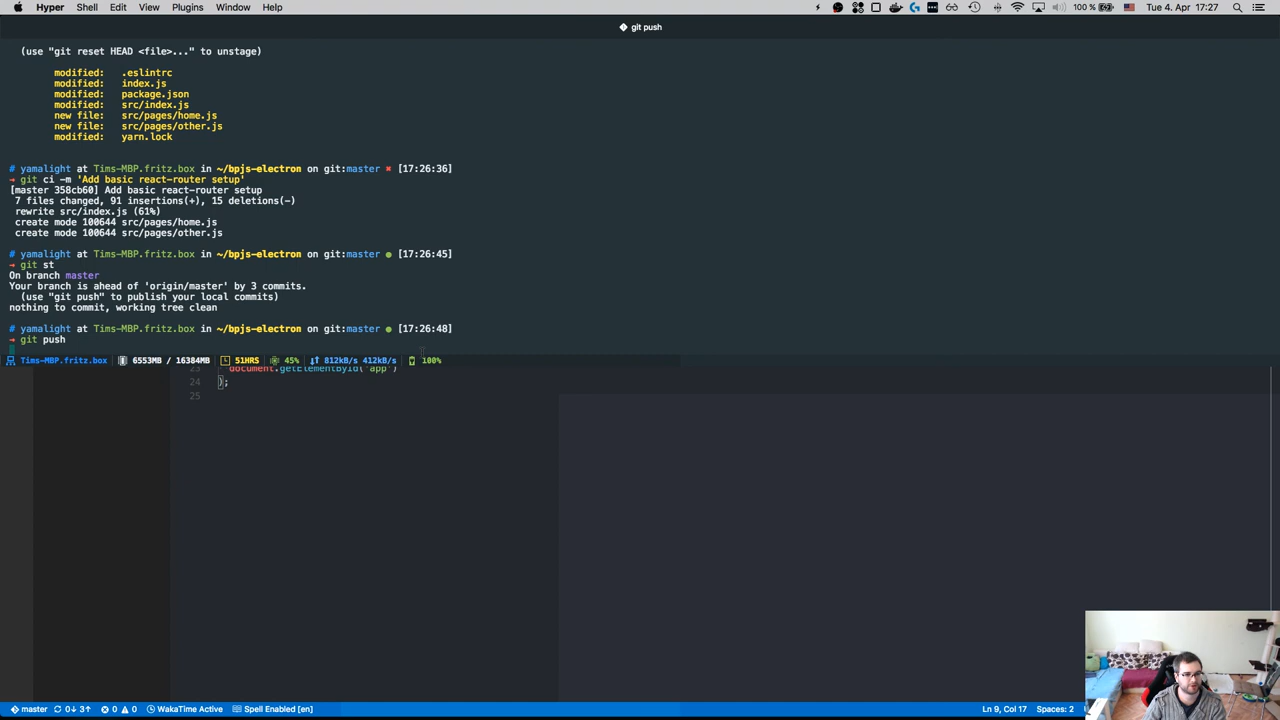 Hyper Shell Edit View Plugins Window Help 100 % Tue 4. Apr 17:27
git push
(use "git reset HEAD <file>..." to unstage)
modified: .eslintrc
modified: index.js
modified: package.json
modified: src/index.js
new file: src/pages/home.js
new file: src/pages/other.js
modified: yarn.lock
# yamalight at Tims-MBP.fritz.box in ~/bpjs-electron on git:master ✖ [17:26:36]
→ git ci -m 'Add basic react-router setup'
[master 358cb60] Add basic react-router setup
7 files changed, 91 insertions(+), 15 deletions(-)
rewrite src/index.js (61%)
create mode 100644 src/pages/home.js
create mode 100644 src/pages/other.js
# yamalight at Tims-MBP.fritz.box in ~/bpjs-electron on git:master ● [17:26:45]
→ git st
On branch master
Your branch is ahead of 'origin/master' by 3 commits.
(use "git push" to publish your local commits)
nothing to commit, working tree clean
# yamalight at Tims-MBP.fritz.box in ~/bpjs-electron on git:master ● [17:26:48]
→ git push
Tims-MBP.fritz.box 6553MB / 16384MB 51HRS 45% 812kB/s 412kB/s 100%
23 document.getElementById('app')
24 );
25
master 0↓ 3↑ 0 0 WakaTime Active Spell Enabled [en] Ln 9, Col 17 Spaces: 2